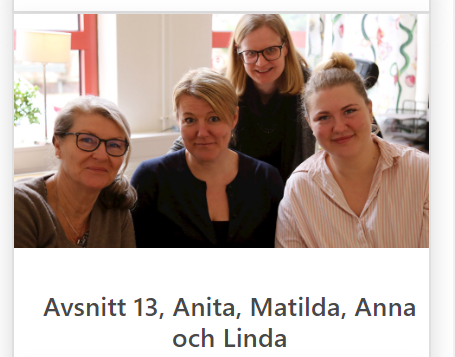 Avsnitt 13, Anita, Matilda, Anna
och Linda